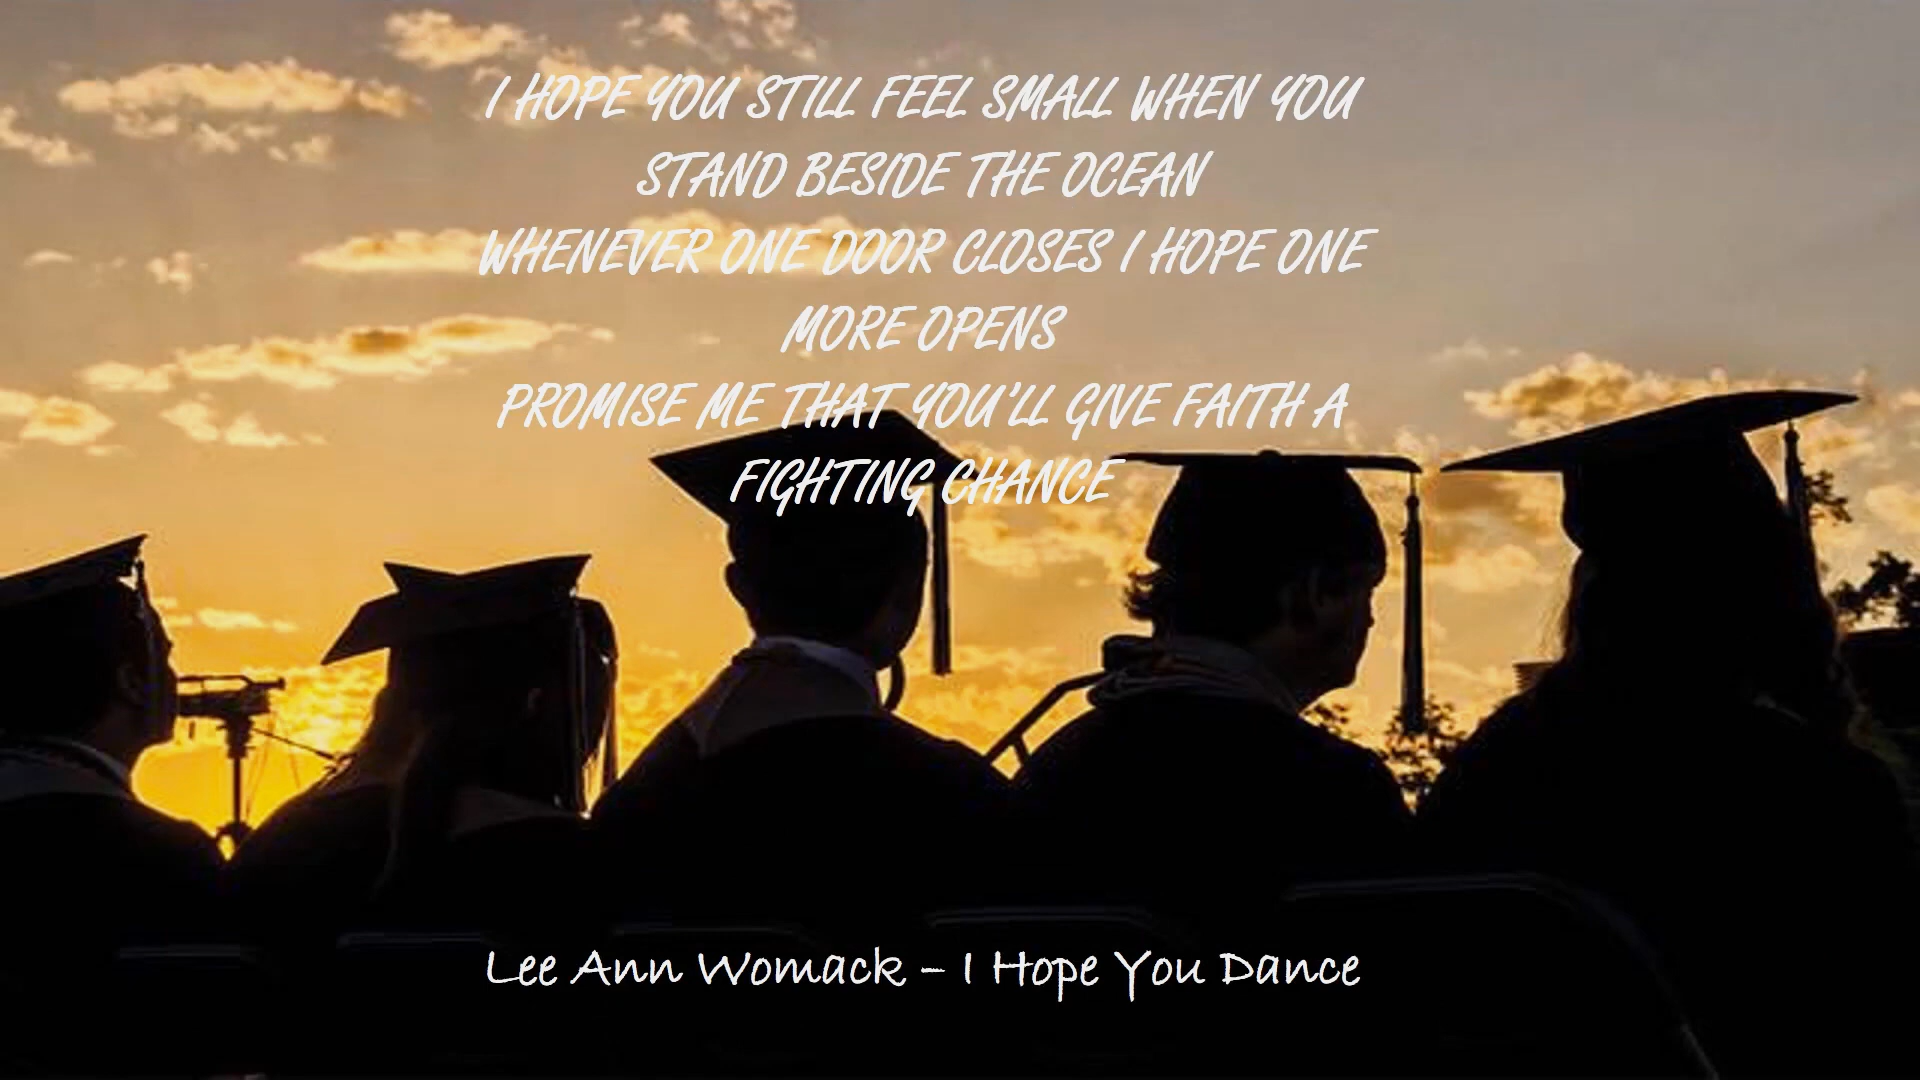 I HOPE YOU STILL FEEL SMALL WHEN YOU
STAND BESIDE THE OCEAN
WHENEVER ONE DOOR CLOSES I HOPE ONE
MORE OPENS
PROMISE ME THAT YOU'LL GIVE FAITH A
FIGHTING CHANCE
Lee Ann Womack – I Hope You Dance